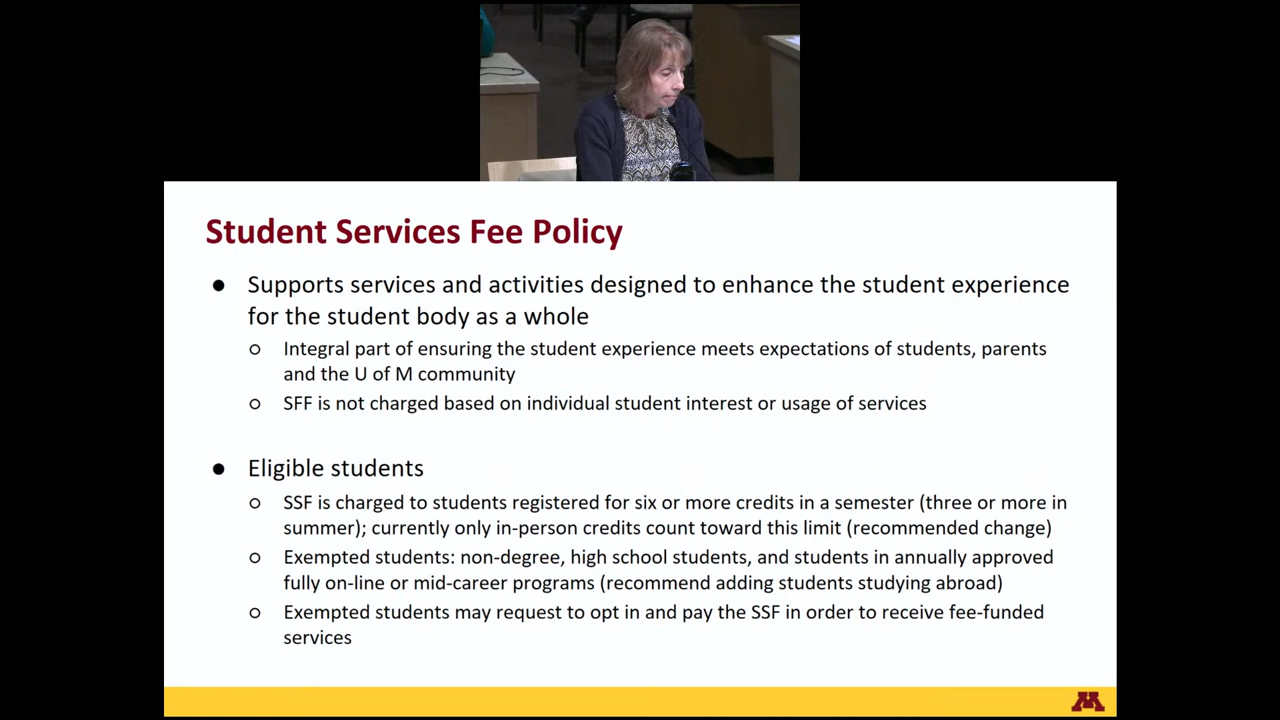 Student Services Fee Policy
● Supports services and activities designed to enhance the student experience
for the student body as a whole
○ Integral part of ensuring the student experience meets expectations of students, parents
and the U of M community
○ SFF is not charged based on individual student interest or usage of services
● Eligible students
○ SSF is charged to students registered for six or more credits in a semester (three or more in
summer); currently only in-person credits count toward this limit (recommended change)
○ Exempted students: non-degree, high school students, and students in annually approved
fully on-line or mid-career programs (recommend adding students studying abroad)
○ Exempted students may request to opt in and pay the SSF in order to receive fee-funded
services
M